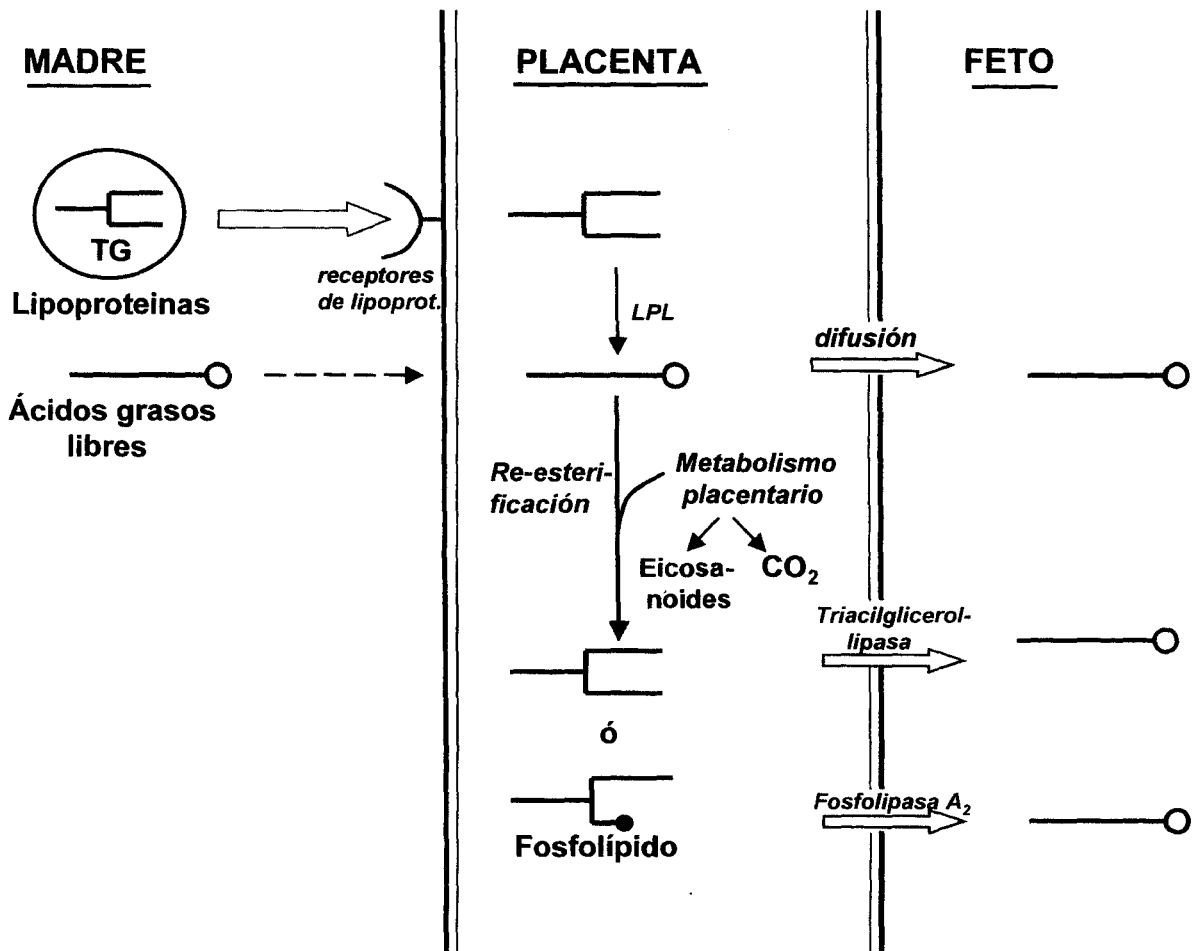 MADRE
PLACENTA
FETO
TG
Lipoproteinas
receptores
de lipoprot.
LPL
difusión
Ácidos grasos
libres
Re-esteri-
ficación
Metabolismo
placentario
Eicosa-
noides
CO₂
Triacilglicerol-
lipasa
ó
Fosfolípido
Fosfolipasa A₂